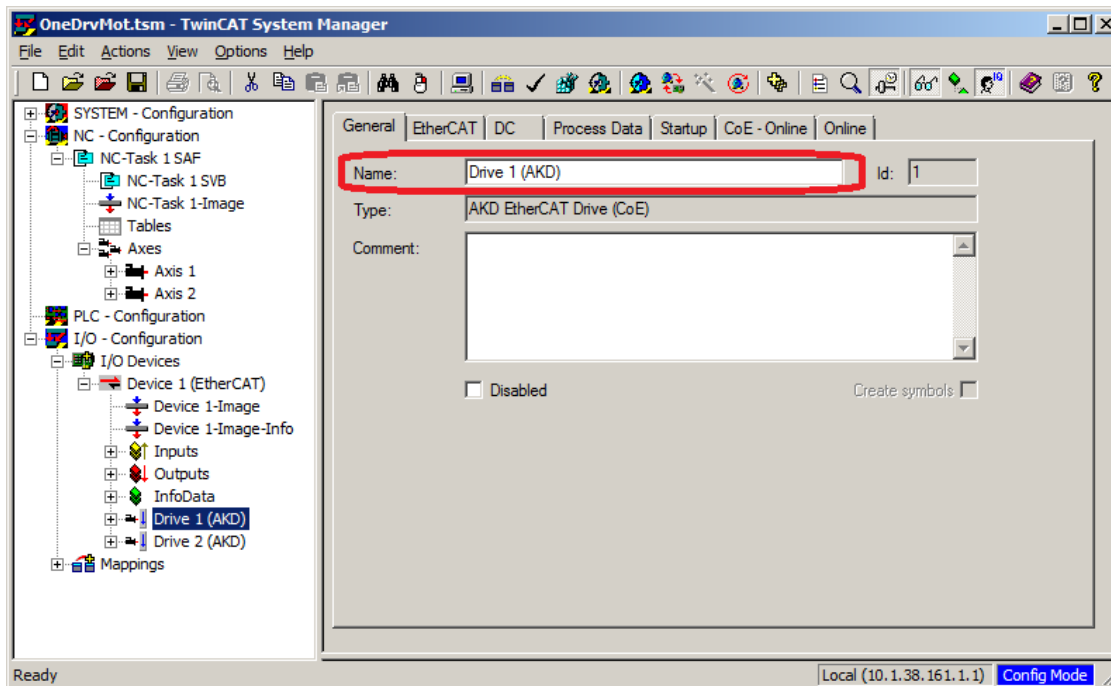 OneDrvMot.tsm - TwinCAT System Manager
File Edit Actions View Options Help
SYSTEM - Configuration
NC - Configuration
NC-Task 1 SAF
NC-Task 1 SVB
NC-Task 1-Image
Tables
Axes
Axis 1
Axis 2
PLC - Configuration
I/O - Configuration
I/O Devices
Device 1 (EtherCAT)
Device 1-Image
Device 1-Image-Info
Inputs
Outputs
InfoData
Drive 1 (AKD)
Drive 2 (AKD)
Mappings
General EtherCAT DC Process Data Startup CoE - Online Online
Name: Drive 1 (AKD) Id: 1
Type: AKD EtherCAT Drive (CoE)
Comment:
Disabled Create symbols
Ready Local (10.1.38.161.1.1) Config Mode